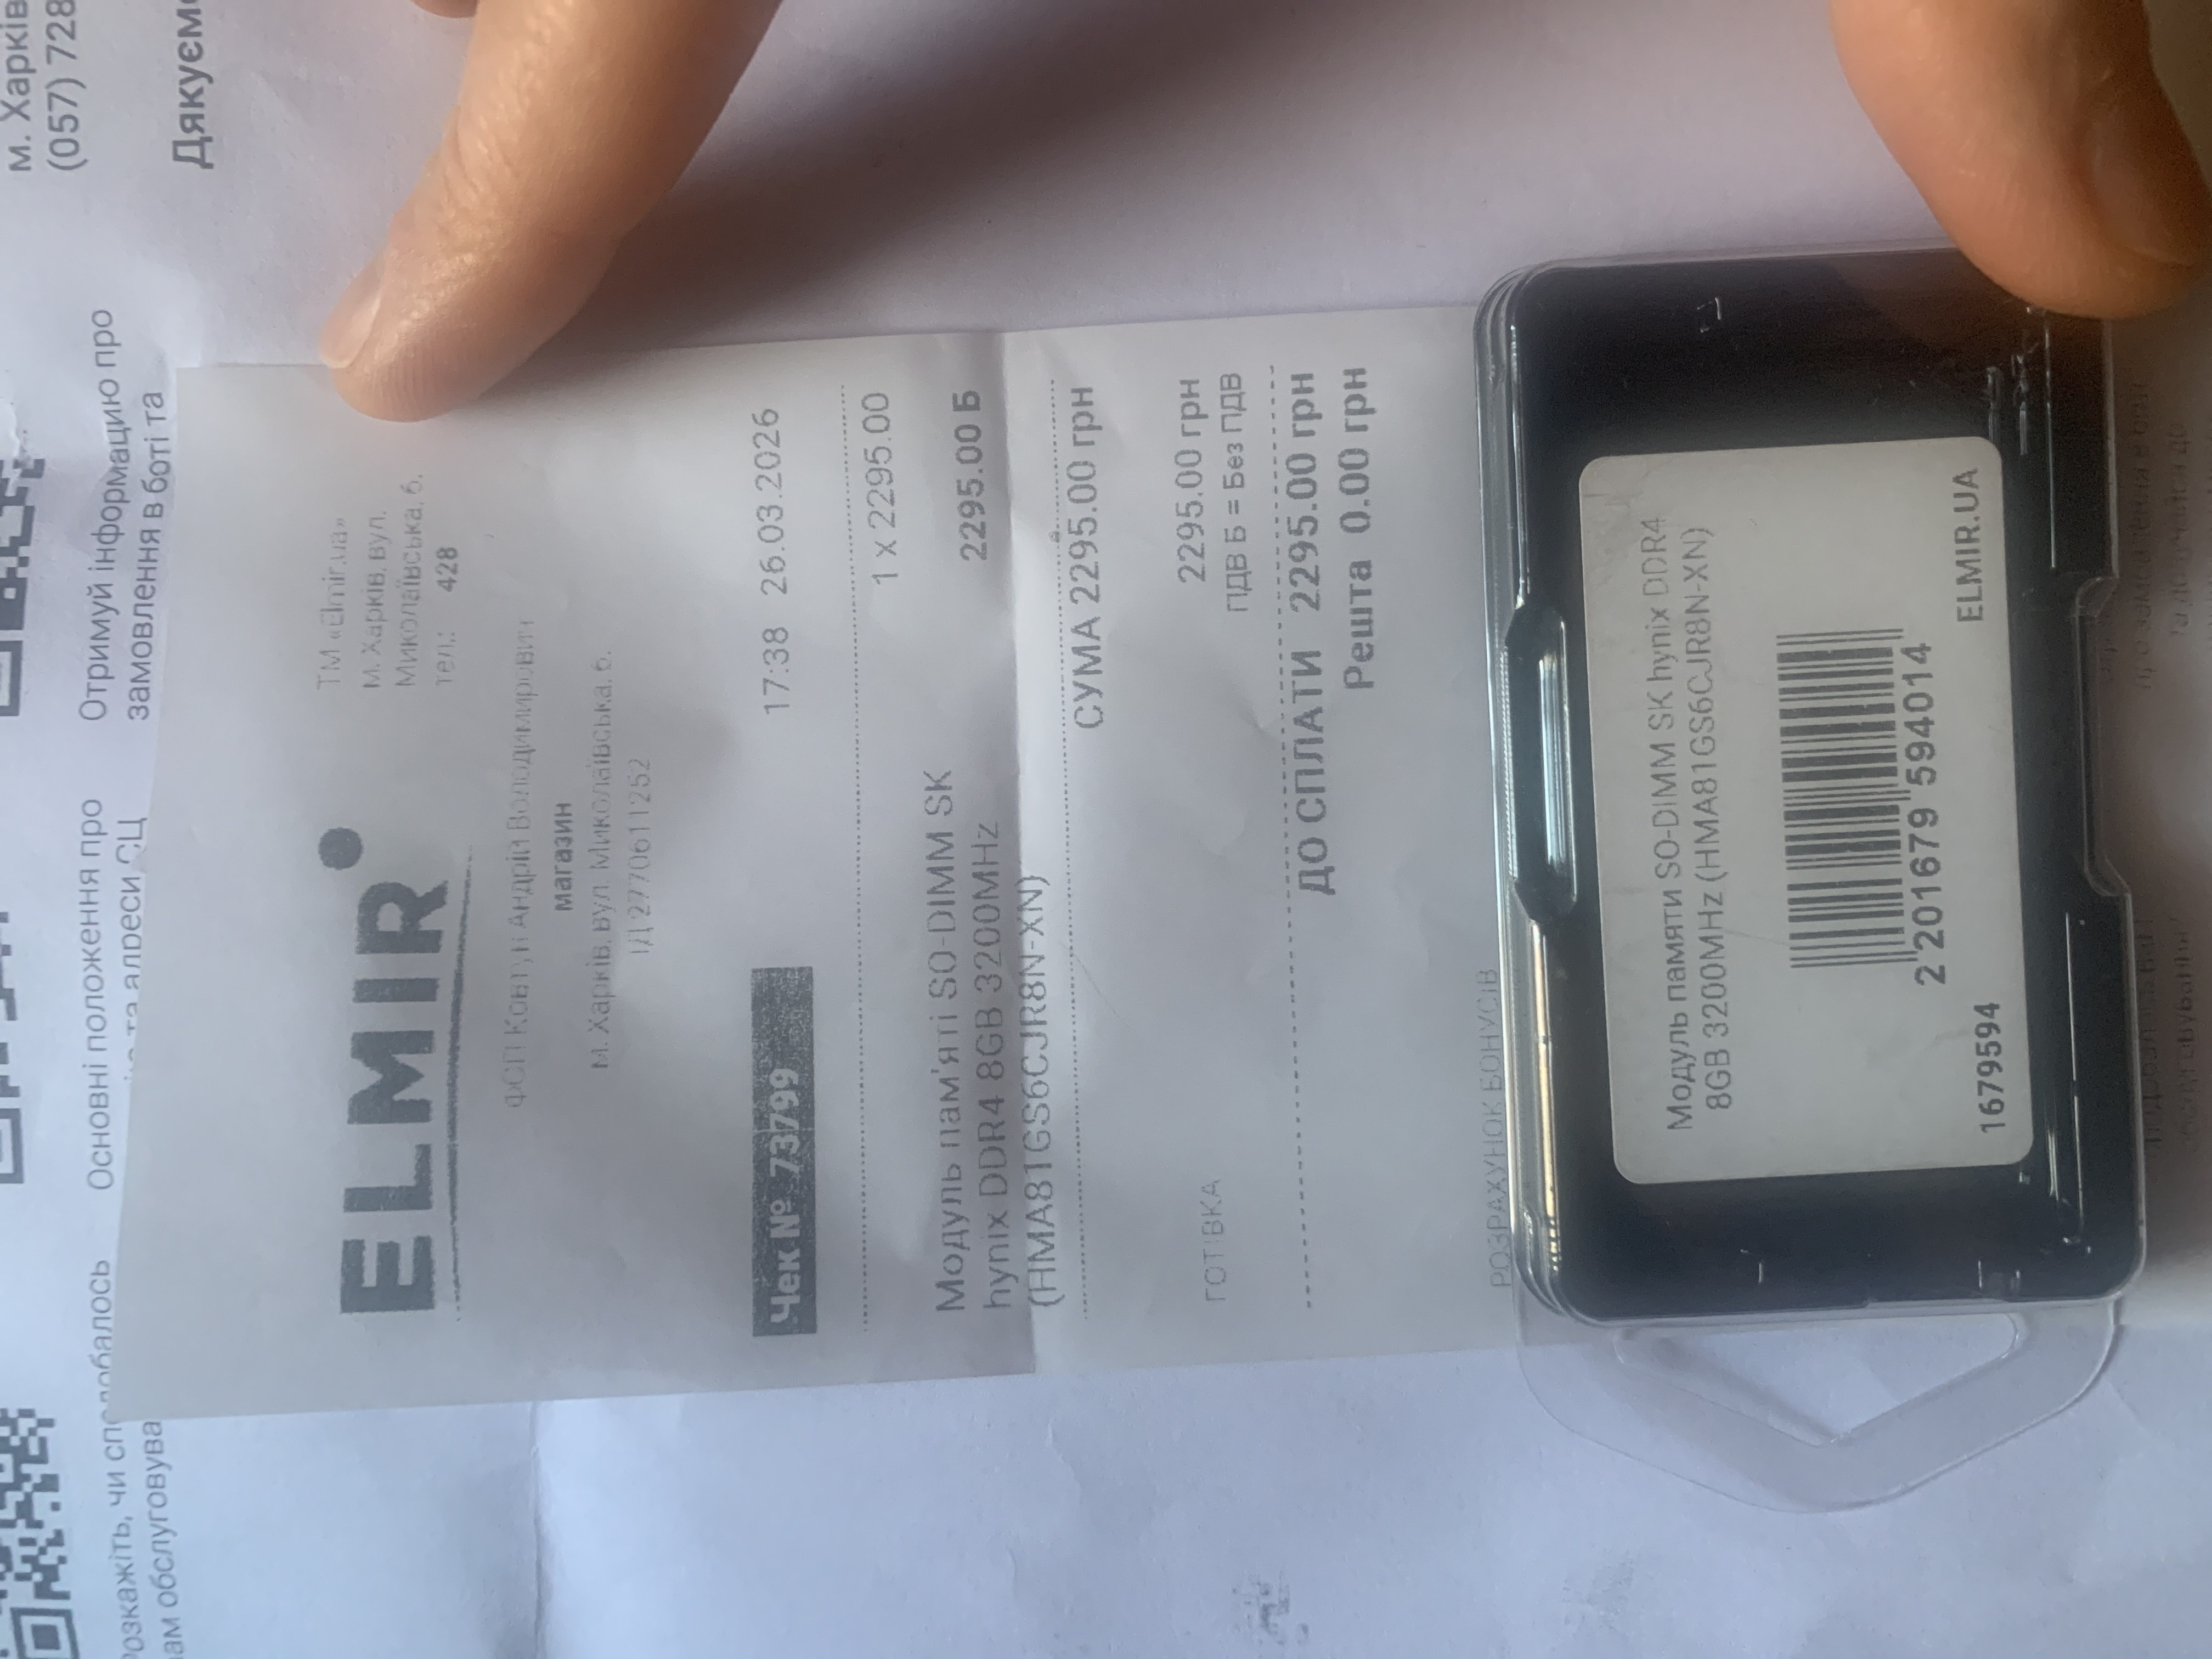 м. Харків
(057) 728
Дякуємо
Отримуй інформацію про
замовлення в боті та
Основні положення про
та адреси СЦ
Розкажіть, чи сподобалось
вам обслуговува
ELMIR
ТМ «Elmir.ua»
м. Харків, вул.
Миколаївська, 6.
тел.: 428
ФОП Ковтун Андрій Володимирович
магазин
м. Харків, вул. Миколаївська, 6.
ІД 2770611252
Чек № 73799 17:38 26.03.2026
1 x 2295.00
Модуль пам'яті SO-DIMM SK
hynix DDR4 8GB 3200MHz 2295.00 Б
(HMA81GS6CJR8N-XN)
СУМА 2295.00 грн
ГОТІВКА 2295.00 грн
ПДВ Б = Без ПДВ
ДО СПЛАТИ 2295.00 грн
Решта 0.00 грн
РОЗРАХУНОК БОНУСІВ
Модуль памяти SO-DIMM SK hynix DDR4
8GB 3200MHz (HMA81GS6CJR8N-XN)
2 201679 594014
1679594 ELMIR.UA